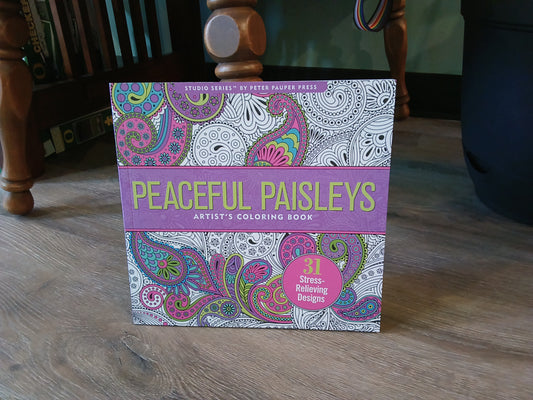 STUDIO SERIES™ BY PETER PAUPER PRESS
PEACEFUL PAISLEYS
ARTIST'S COLORING BOOK
31
Stress-
Relieving
Designs